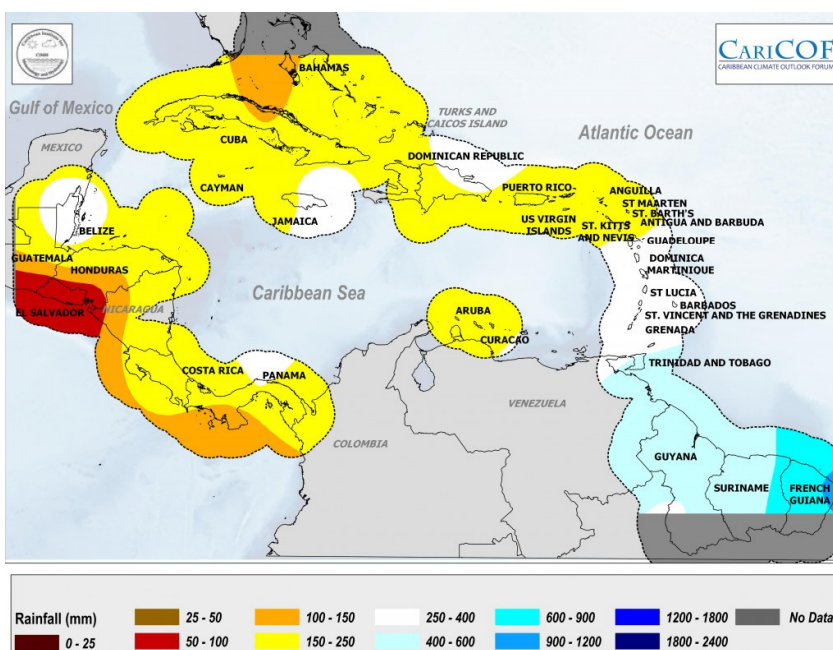 CARICOF
CARIBBEAN CLIMATE OUTLOOK FORUM
BAHAMAS
Gulf of Mexico
TURKS AND
CAICOS ISLAND
Atlantic Ocean
MEXICO
CUBA
DOMINICAN REPUBLIC
CAYMAN
PUERTO RICO
ANGUILLA
ST MAARTEN
ST. BARTH'S
JAMAICA
US VIRGIN
ISLANDS
ST. KITTS
AND NEVIS
ANTIGUA AND BARBUDA
BELIZE
GUADELOUPE
GUATEMALA
DOMINICA
HONDURAS
MARTINIQUE
Caribbean Sea
ST LUCIA
NICARAGUA
EL SALVADOR
ARUBA
BARBADOS
ST. VINCENT AND THE GRENADINES
GRENADA
CURACAO
COSTA RICA
PANAMA
TRINIDAD AND TOBAGO
VENEZUELA
COLOMBIA
GUYANA
SURINAME
FRENCH
GUIANA
Rainfall (mm)
25 - 50
100 - 150
250 - 400
600 - 900
1200 - 1800
No Data
0 - 25
50 - 100
150 - 250
400 - 600
900 - 1200
1800 - 2400